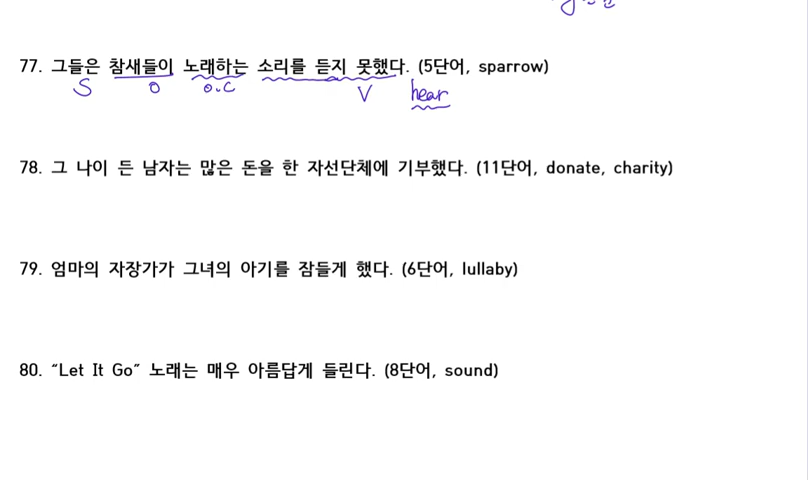 77. 그들은 참새들이 노래하는 소리를 듣지 못했다. (5단어, sparrow)
S O O.C V hear
78. 그 나이 든 남자는 많은 돈을 한 자선단체에 기부했다. (11단어, donate, charity)
79. 엄마의 자장가가 그녀의 아기를 잠들게 했다. (6단어, lullaby)
80. “Let It Go” 노래는 매우 아름답게 들린다. (8단어, sound)